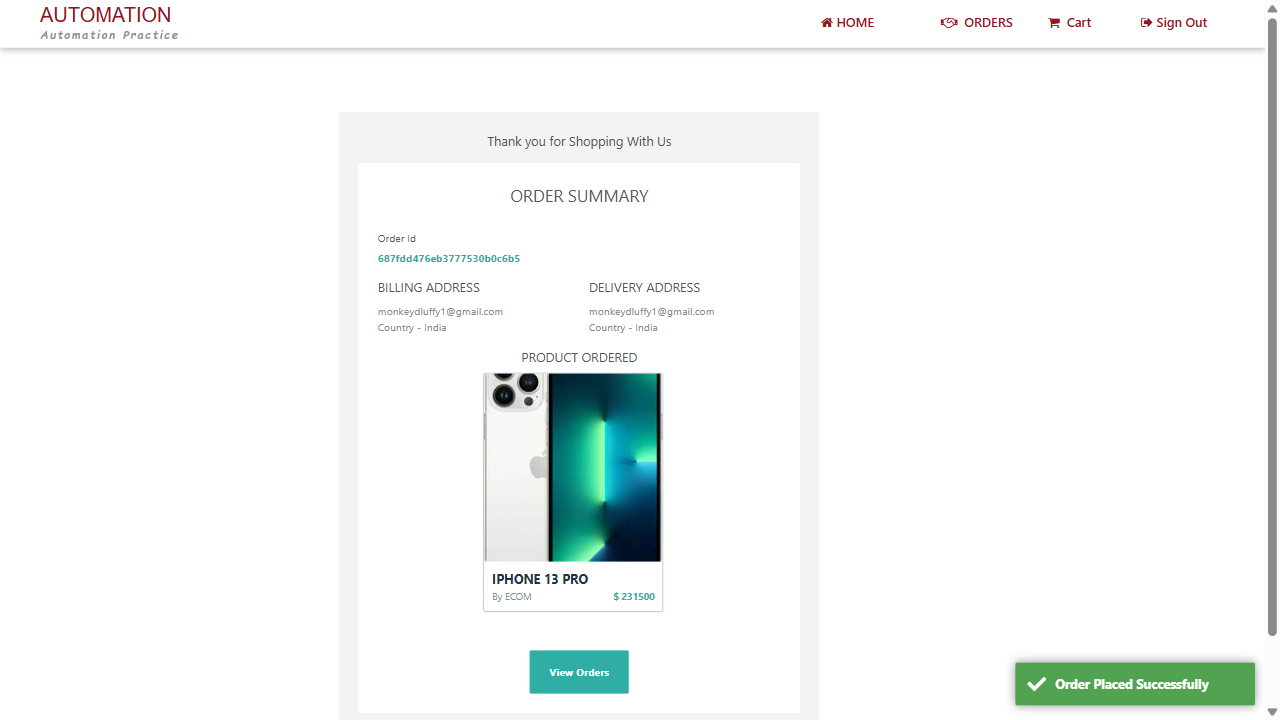 AUTOMATION
Automation Practice
HOME
ORDERS
Cart
Sign Out
Thank you for Shopping With Us
ORDER SUMMARY
Order Id
687fdd476eb3777530b0c6b5
BILLING ADDRESS
monkeydluffy1@gmail.com
Country - India
DELIVERY ADDRESS
monkeydluffy1@gmail.com
Country - India
PRODUCT ORDERED
IPHONE 13 PRO
By ECOM
$ 231500
View Orders
Order Placed Successfully